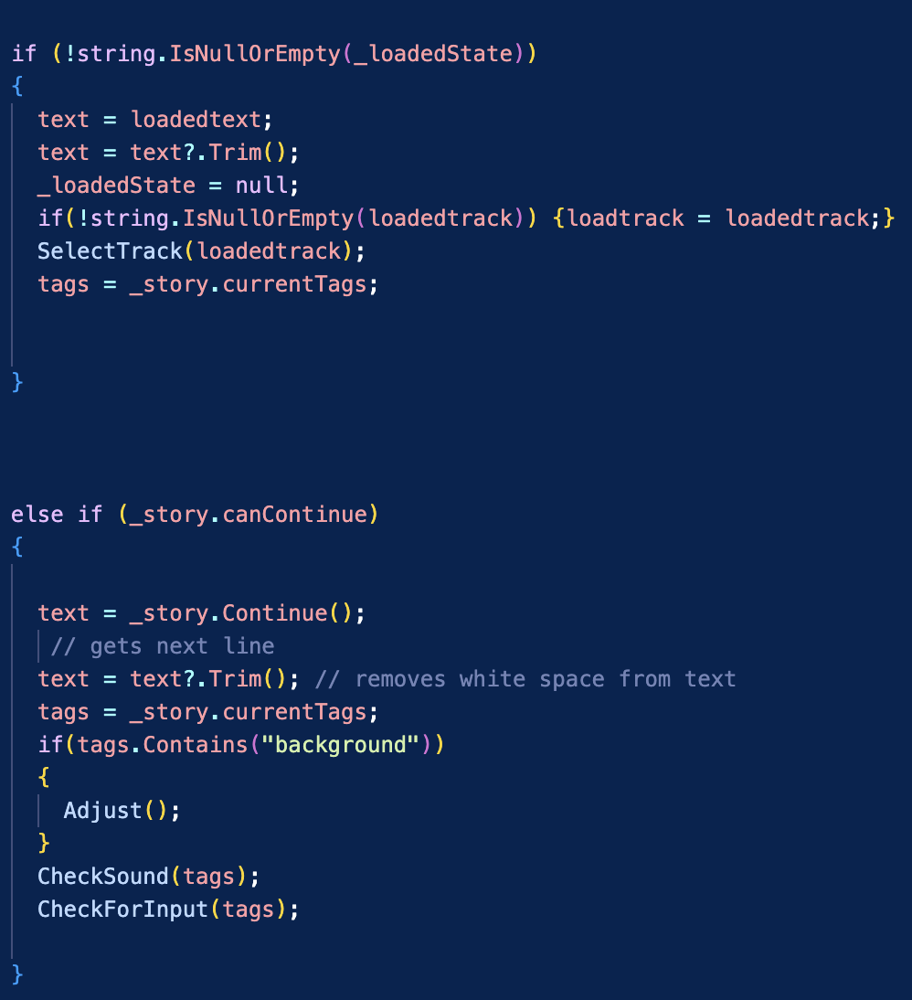 if (!string.IsNullOrEmpty(_loadedState))
{
text = loadedtext;
text = text?.Trim();
_loadedState = null;
if(!string.IsNullOrEmpty(loadedtrack)) {loadtrack = loadedtrack;}
SelectTrack(loadedtrack);
tags = _story.currentTags;
}
else if (_story.canContinue)
{
text = _story.Continue();
// gets next line
text = text?.Trim(); // removes white space from text
tags = _story.currentTags;
if(tags.Contains("background"))
{
Adjust();
}
CheckSound(tags);
CheckForInput(tags);
}